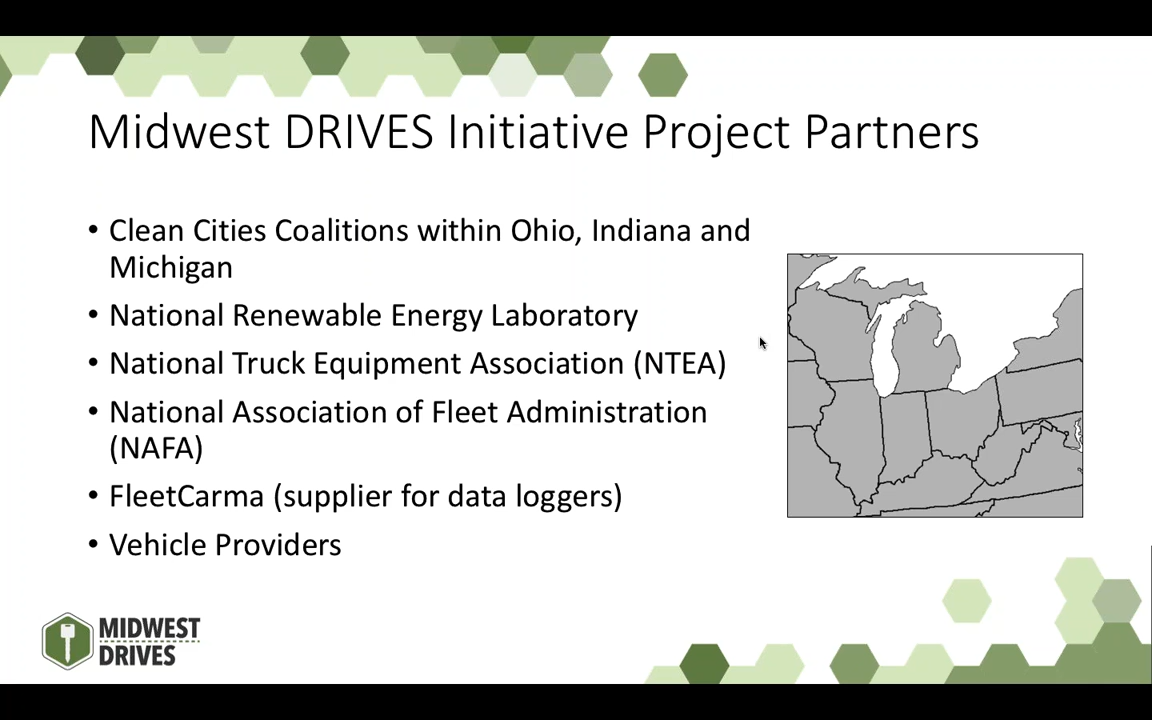 Midwest DRIVES Initiative Project Partners
• Clean Cities Coalitions within Ohio, Indiana and
Michigan
• National Renewable Energy Laboratory
• National Truck Equipment Association (NTEA)
• National Association of Fleet Administration
(NAFA)
• FleetCarma (supplier for data loggers)
• Vehicle Providers
MIDWEST
DRIVES